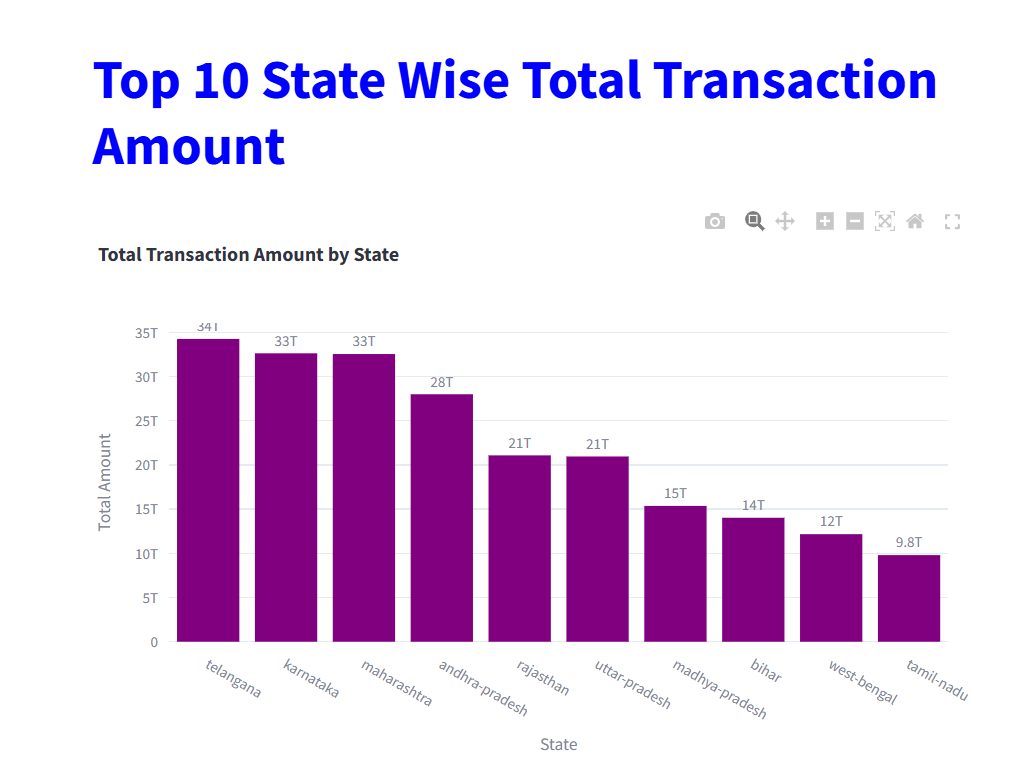 Top 10 State Wise Total Transaction
Amount
Total Transaction Amount by State
35T
30T
25T
20T
15T
10T
5T
0
Total Amount
34T
33T
33T
28T
21T
21T
15T
14T
12T
9.8T
telangana
karnataka
maharashtra
andhra-pradesh
rajasthan
uttar-pradesh
madhya-pradesh
bihar
west-bengal
tamil-nadu
State